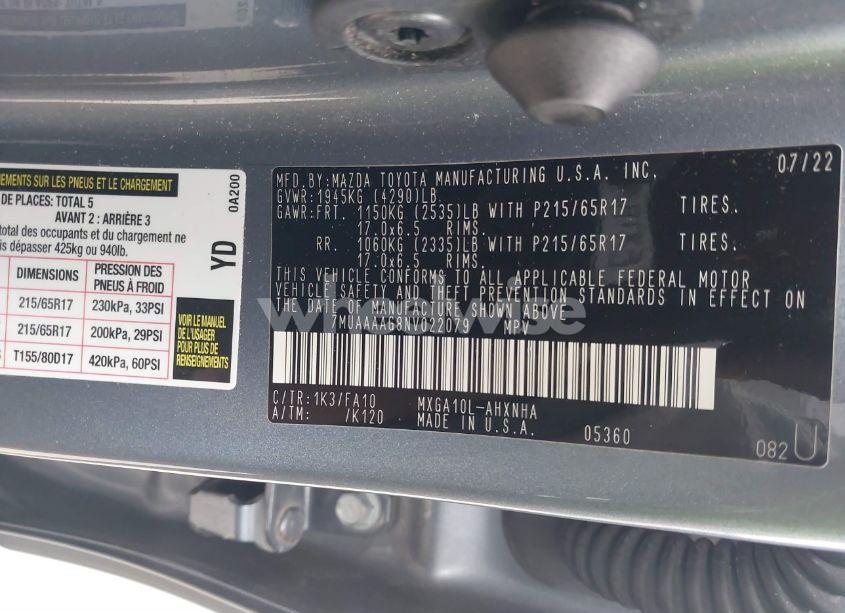 NEMENTS SUR LES PNEUS ET LE CHARGEMENT
0A200
DE PLACES: TOTAL 5
AVANT 2 : ARRIÈRE 3
total des occupants et du chargement ne
is dépasser 425kg ou 940lb.
YD
DIMENSIONS PRESSION DES PNEUS À FROID
215/65R17 230kPa, 33PSI
215/65R17 200kPa, 29PSI
S T155/80D17 420kPa, 60PSI
VOIR LE MANUEL
DE L'USAGER
POUR PLUS DE
RENSEIGNEMENTS
MFD.BY:MAZDA TOYOTA MANUFACTURING U.S.A. INC. 07/22
GVWR:1945KG (4290)LB
GAWR:FRT. 1150KG (2535)LB WITH P215/65R17 TIRES.
17.0x6.5 RIMS.
RR. 1060KG (2335)LB WITH P215/65R17 TIRES.
17.0x6.5 RIMS.
THIS VEHICLE CONFORMS TO ALL APPLICABLE FEDERAL MOTOR
VEHICLE SAFETY AND THEFT PREVENTION STANDARDS IN EFFECT ON
THE DATE OF MANUFACTURE SHOWN ABOVE.
7MUAAAAG8NV022079 MPV
wheelwise
C/TR:1K3/FA10 MXGA10L-AHXNHA
A/TM: /K120 MADE IN U.S.A. 05360
082U